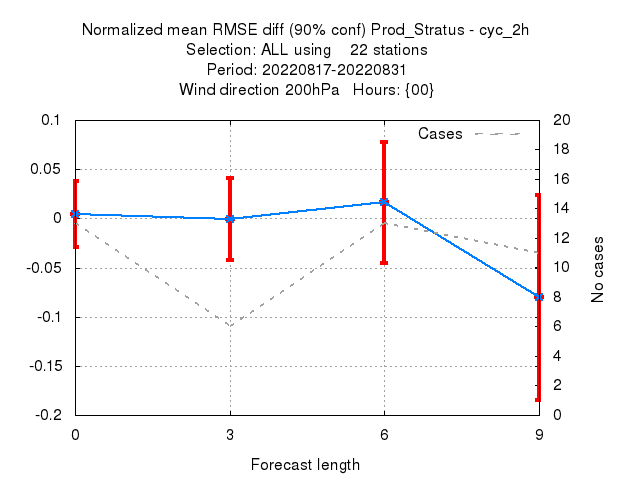 Normalized mean RMSE diff (90% conf) Prod_Stratus - cyc_2h
Selection: ALL using    22 stations
Period: 20220817-20220831
Wind direction 200hPa   Hours: {00}
Cases
0.1
0.05
0
-0.05
-0.1
-0.15
-0.2
20
18
16
14
12
10
8
6
4
2
0
No cases
0 3 6 9
Forecast length